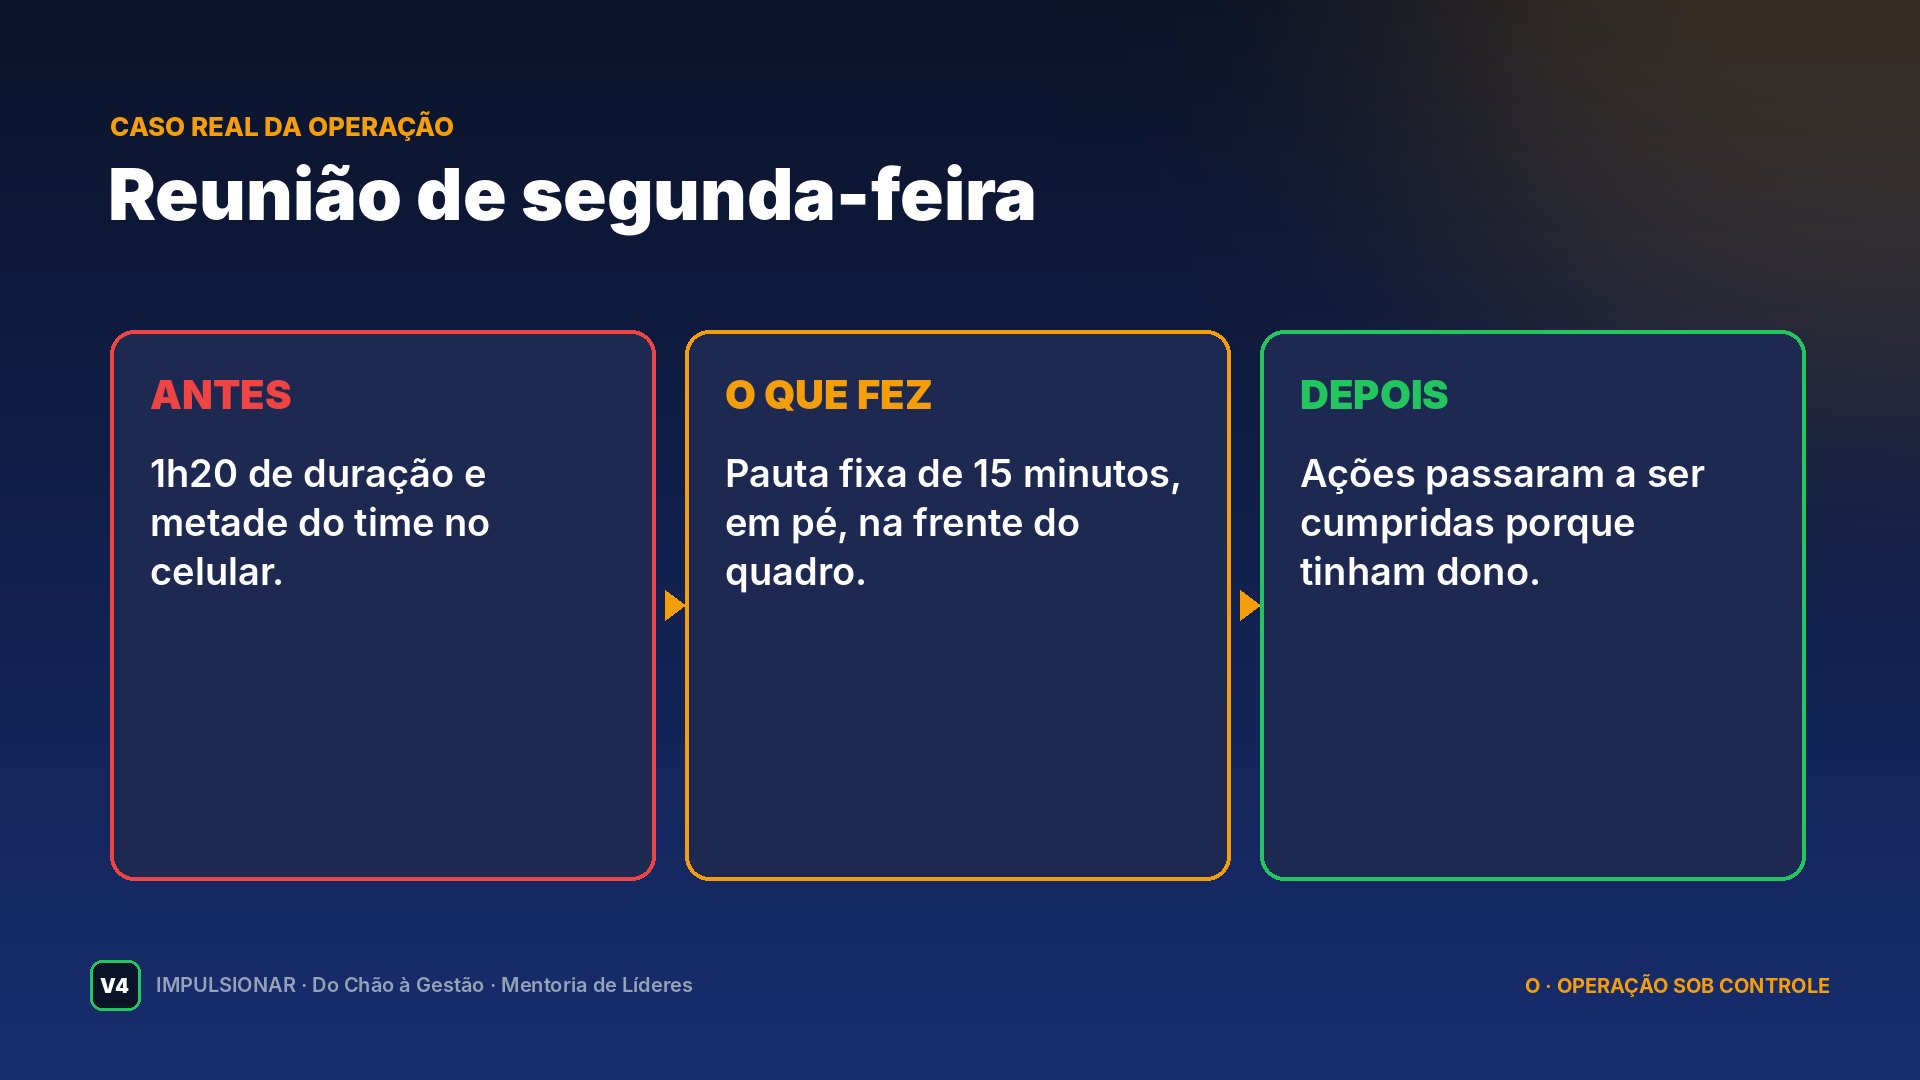 CASO REAL DA OPERAÇÃO
Reunião de segunda-feira
ANTES
1h20 de duração e
metade do time no
celular.
O QUE FEZ
Pauta fixa de 15 minutos,
em pé, na frente do
quadro.
DEPOIS
Ações passaram a ser
cumpridas porque
tinham dono.
V4
IMPULSIONAR · Do Chão à Gestão · Mentoria de Líderes
O · OPERAÇÃO SOB CONTROLE